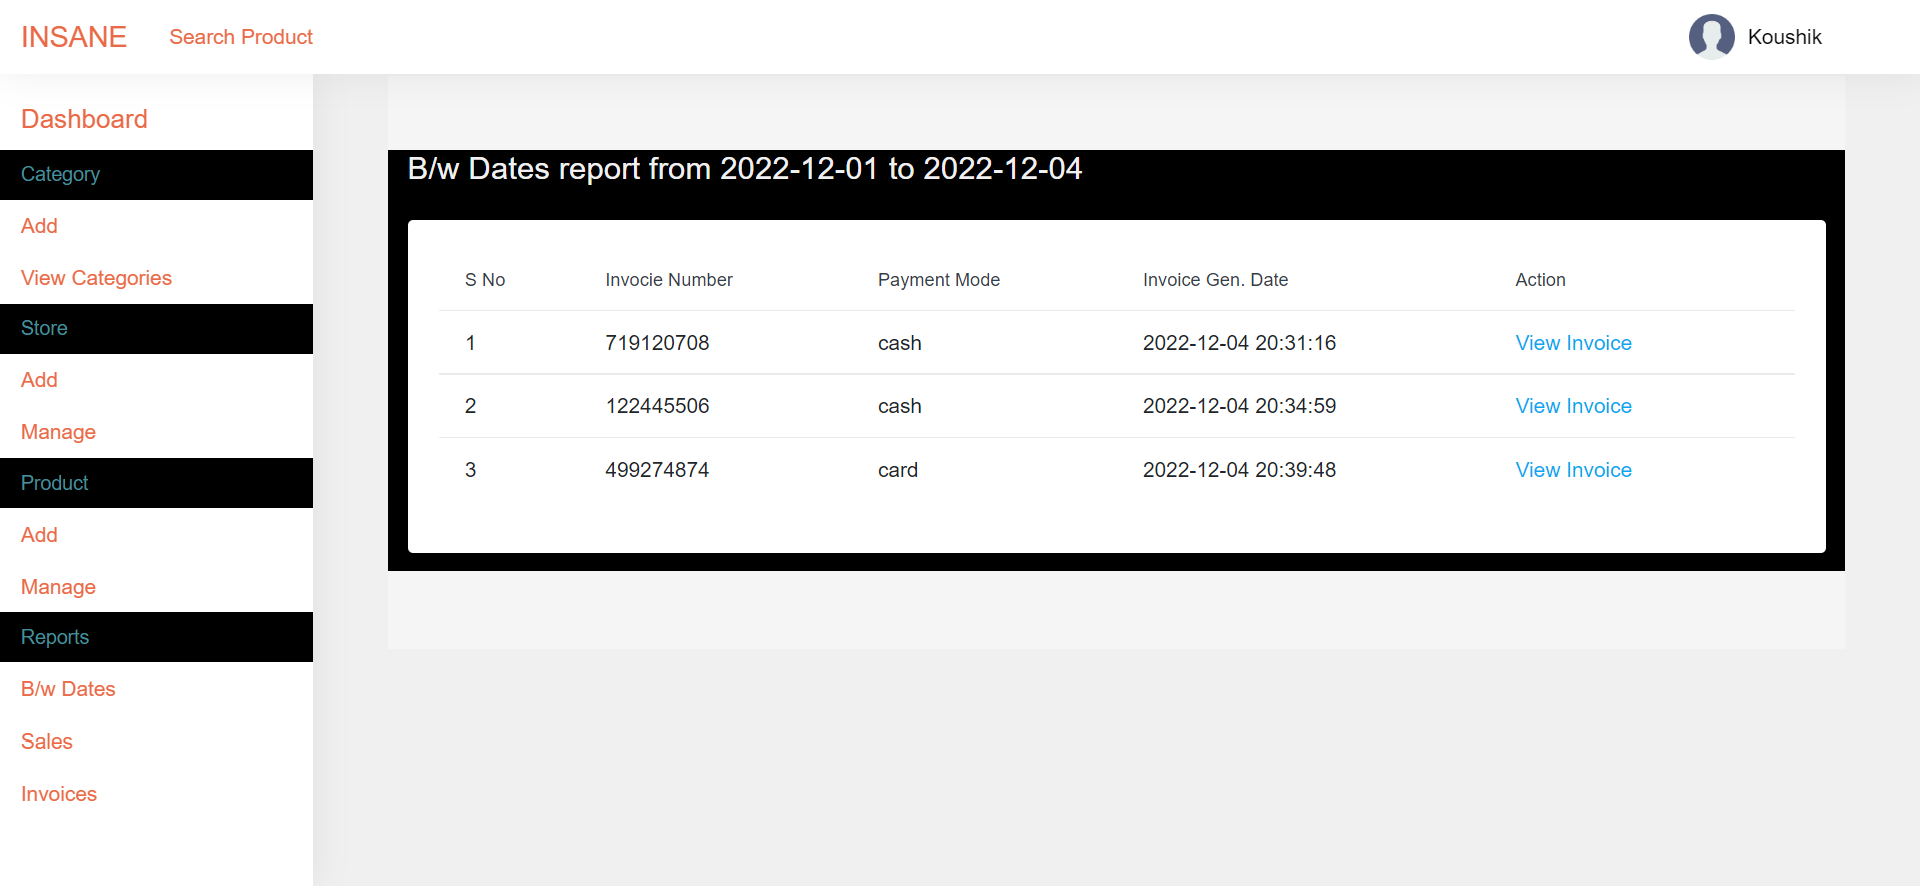 INSANE Search Product Koushik
Dashboard
Category
Add
View Categories
Store
Add
Manage
Product
Add
Manage
Reports
B/w Dates
Sales
Invoices
B/w Dates report from 2022-12-01 to 2022-12-04
S No Invocie Number Payment Mode Invoice Gen. Date Action
1 719120708 cash 2022-12-04 20:31:16 View Invoice
2 122445506 cash 2022-12-04 20:34:59 View Invoice
3 499274874 card 2022-12-04 20:39:48 View Invoice